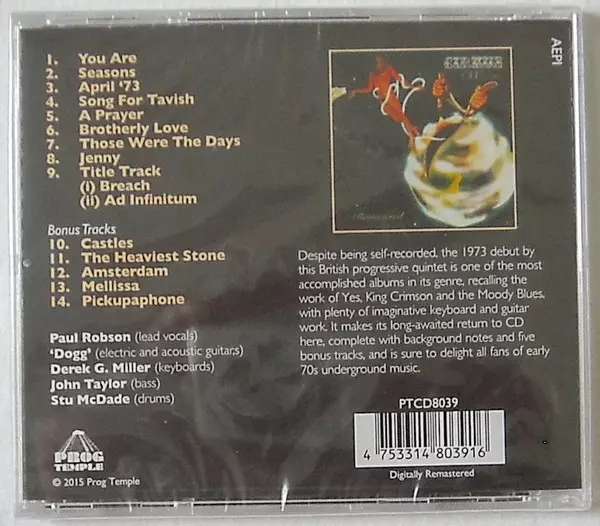 1. You Are
2. Seasons
3. April '73
4. Song For Tavish
5. A Prayer
6. Brotherly Love
7. Those Were The Days
8. Jenny
9. Title Track
(i) Breach
(ii) Ad Infinitum
Bonus Tracks
10. Castles
11. The Heaviest Stone
12. Amsterdam
13. Mellissa
14. Pickupaphone
Paul Robson (lead vocals)
'Dogg' (electric and acoustic guitars)
Derek G. Miller (keyboards)
John Taylor (bass)
Stu McDade (drums)
PROG
TEMPLE
© 2015 Prog Temple
AEPI
CIRKUS
Remastered
Despite being self-recorded, the 1973 debut by
this British progressive quintet is one of the most
accomplished albums in its genre, recalling the
work of Yes, King Crimson and the Moody Blues,
with plenty of imaginative keyboard and guitar
work. It makes its long-awaited return to CD
here, complete with background notes and five
bonus tracks, and is sure to delight all fans of early
70s underground music.
PTCD8039
4 753314 803916
Digitally Remastered